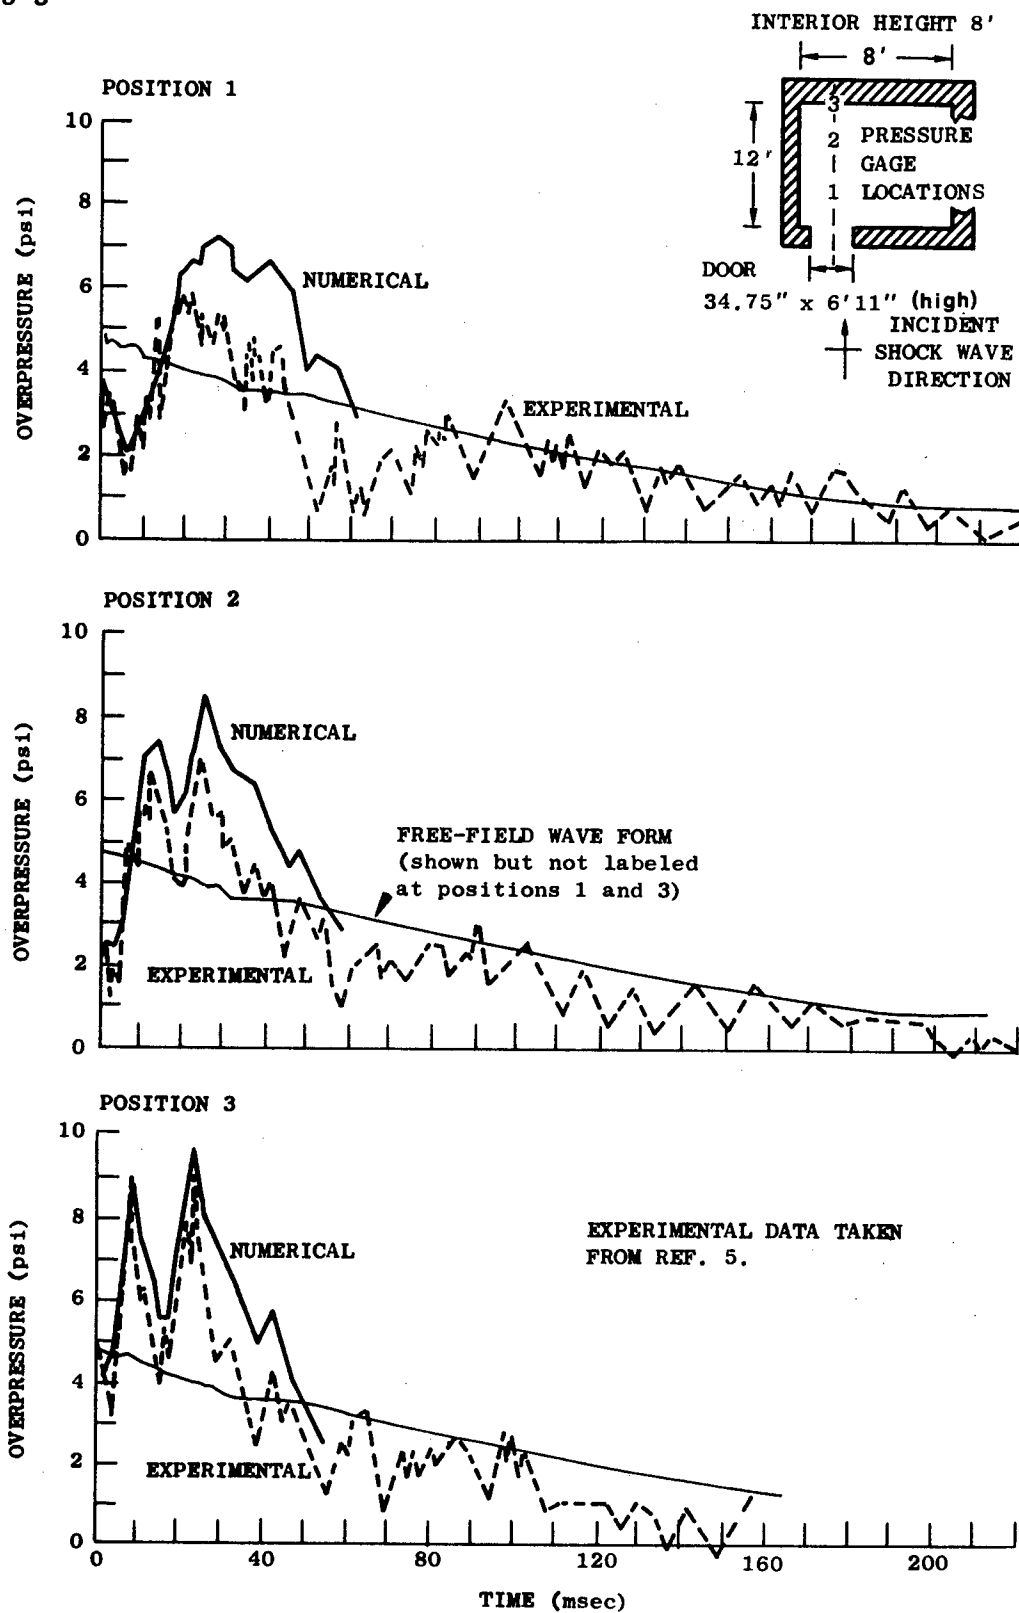 INTERIOR HEIGHT 8'
8'
12'
3
2 PRESSURE
GAGE
1 LOCATIONS
DOOR
34.75" x 6'11" (high)
INCIDENT
SHOCK WAVE
DIRECTION
POSITION 1
OVERPRESSURE (psi)
10
8
6
4
2
0
NUMERICAL
EXPERIMENTAL
POSITION 2
OVERPRESSURE (psi)
10
8
6
4
2
0
NUMERICAL
FREE-FIELD WAVE FORM
(shown but not labeled
at positions 1 and 3)
EXPERIMENTAL
POSITION 3
OVERPRESSURE (psi)
10
8
6
4
2
0
NUMERICAL
EXPERIMENTAL DATA TAKEN
FROM REF. 5.
EXPERIMENTAL
0 40 80 120 160 200
TIME (msec)